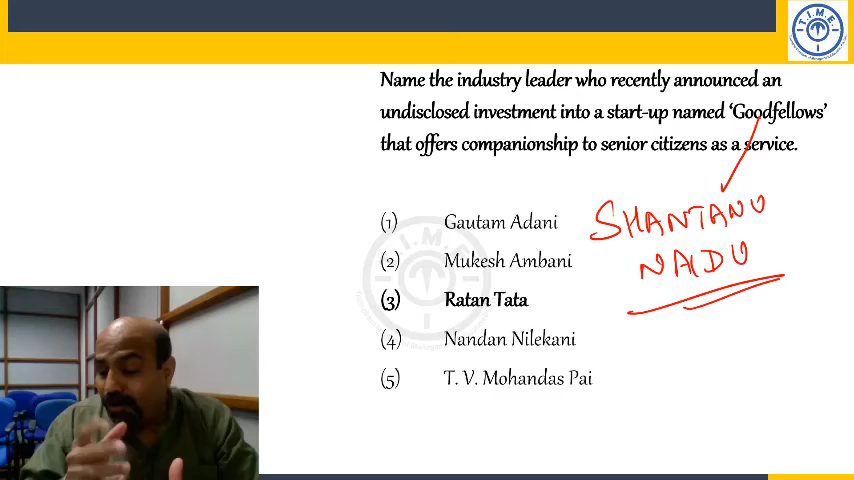 T.I.M.E.
Name the industry leader who recently announced an
undisclosed investment into a start-up named ‘Goodfellows’
that offers companionship to senior citizens as a service.
(1) Gautam Adani
(2) Mukesh Ambani
(3) Ratan Tata
(4) Nandan Nilekani
(5) T. V. Mohandas Pai
SHANTANU
NAIDU